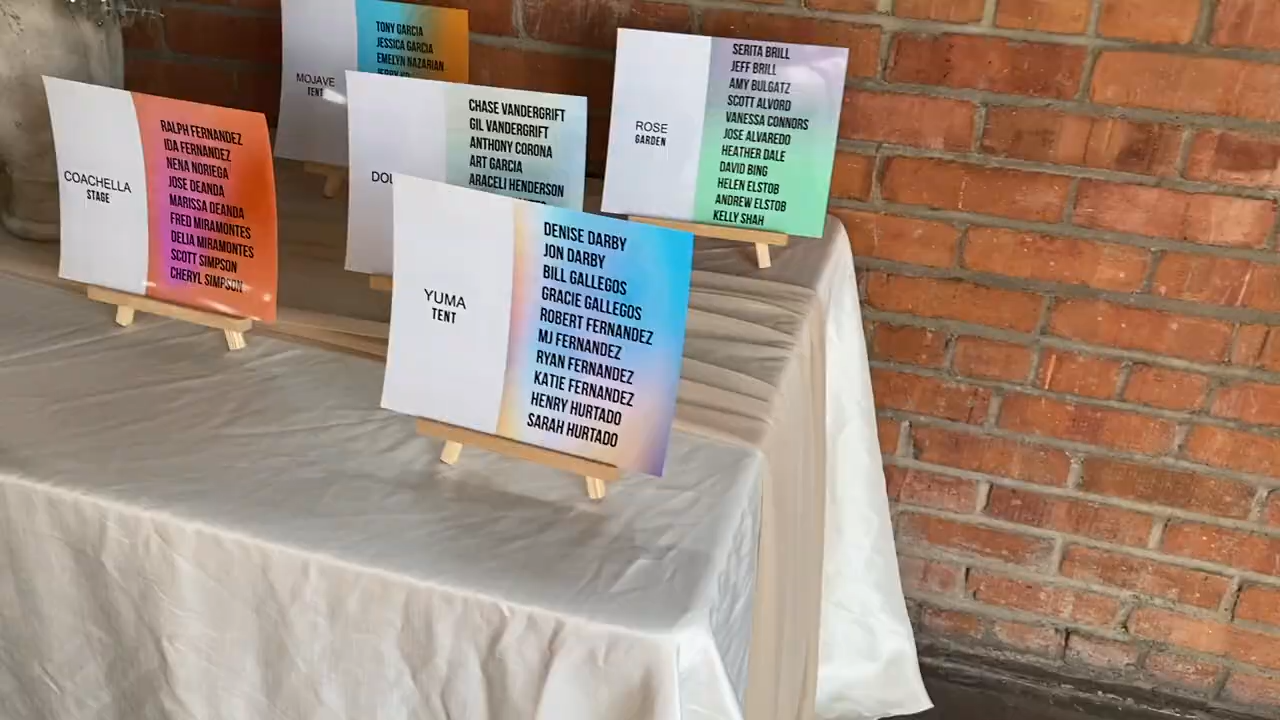 MOJAVE
TENT
TONY GARCIA
JESSICA GARCIA
EMELYN NAZARIAN
COACHELLA
STAGE
RALPH FERNANDEZ
IDA FERNANDEZ
NENA NORIEGA
JOSE DEANDA
MARISSA DEANDA
FRED MIRAMONTES
DELIA MIRAMONTES
SCOTT SIMPSON
CHERYL SIMPSON
CHASE VANDERGRIFT
GIL VANDERGRIFT
ANTHONY CORONA
ART GARCIA
ARACELI HENDERSON
ROSE
GARDEN
SERITA BRILL
JEFF BRILL
AMY BULGATZ
SCOTT ALVORD
VANESSA CONNORS
JOSE ALVAREDO
HEATHER DALE
DAVID BING
HELEN ELSTOB
ANDREW ELSTOB
KELLY SHAH
YUMA
TENT
DENISE DARBY
JON DARBY
BILL GALLEGOS
GRACIE GALLEGOS
ROBERT FERNANDEZ
MJ FERNANDEZ
RYAN FERNANDEZ
KATIE FERNANDEZ
HENRY HURTADO
SARAH HURTADO